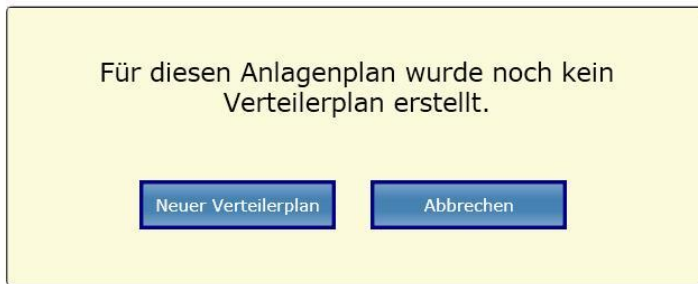 Für diesen Anlagenplan wurde noch kein
Verteilerplan erstellt.
Neuer Verteilerplan
Abbrechen